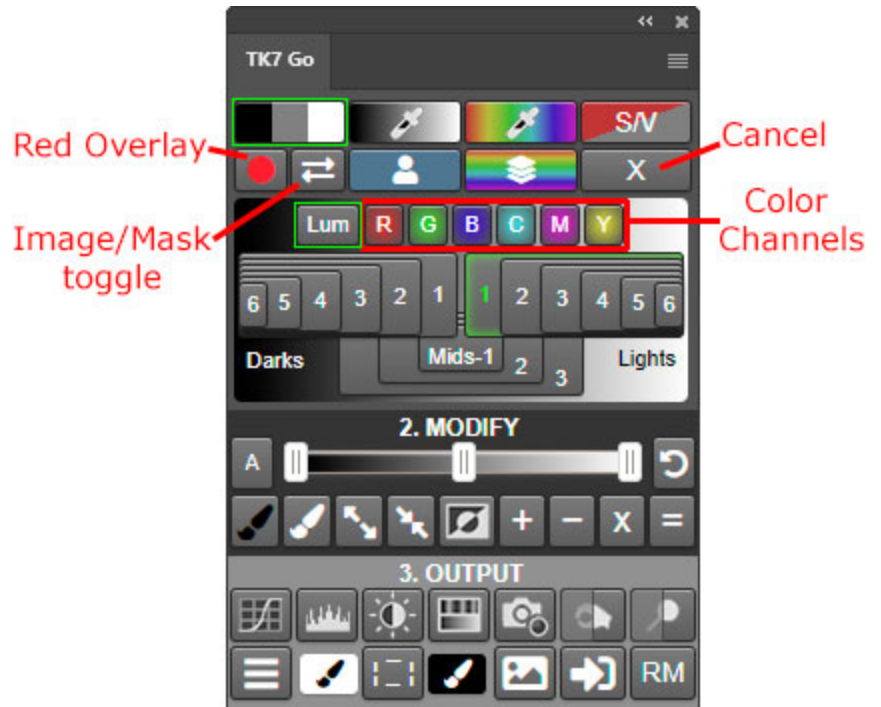 TK7 Go
S/V
Red Overlay
Cancel
X
Image/Mask
toggle
Lum R G B C M Y
Color
Channels
6 5 4 3 2 1 1 2 3 4 5 6
Darks
Mids-1 2 3
Lights
2. MODIFY
A
+ − x =
3. OUTPUT
RM